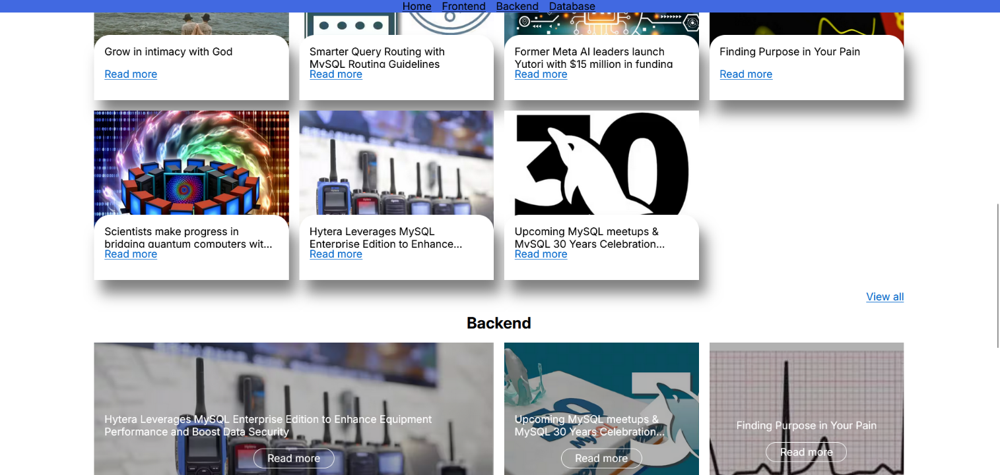 Home Frontend Backend Database
Grow in intimacy with God
Read more
Smarter Query Routing with
MySQL Routing Guidelines
Read more
Former Meta AI leaders launch
Yutori with $15 million in funding
Read more
Finding Purpose in Your Pain
Read more
30
Scientists make progress in
bridging quantum computers wit...
Read more
Hytera Leverages MySQL
Enterprise Edition to Enhance...
Read more
Upcoming MySQL meetups &
MySQL 30 Years Celebration...
Read more
View all
Backend
Hytera Leverages MySQL Enterprise Edition to Enhance Equipment
Performance and Boost Data Security
Read more
Upcoming MySQL meetups &
MySQL 30 Years Celebration...
Read more
Finding Purpose in Your Pain
Read more